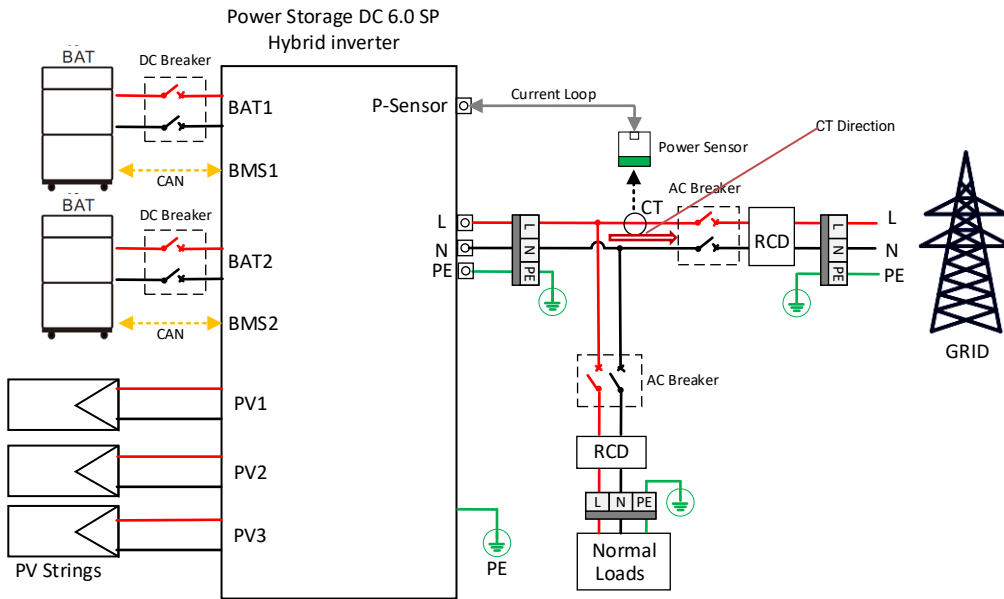 Power Storage DC 6.0 SP
Hybrid inverter
BAT
DC Breaker
BAT1
P-Sensor
Current Loop
CT Direction
Power Sensor
CAN
BMS1
AC Breaker
CT
BAT
DC Breaker
L
L
N
PE
RCD
L
N
PE
L
N
PE
N
PE
BAT2
CAN
BMS2
GRID
AC Breaker
PV1
RCD
PV2
L N PE
PV3
Normal
Loads
PE
PV Strings